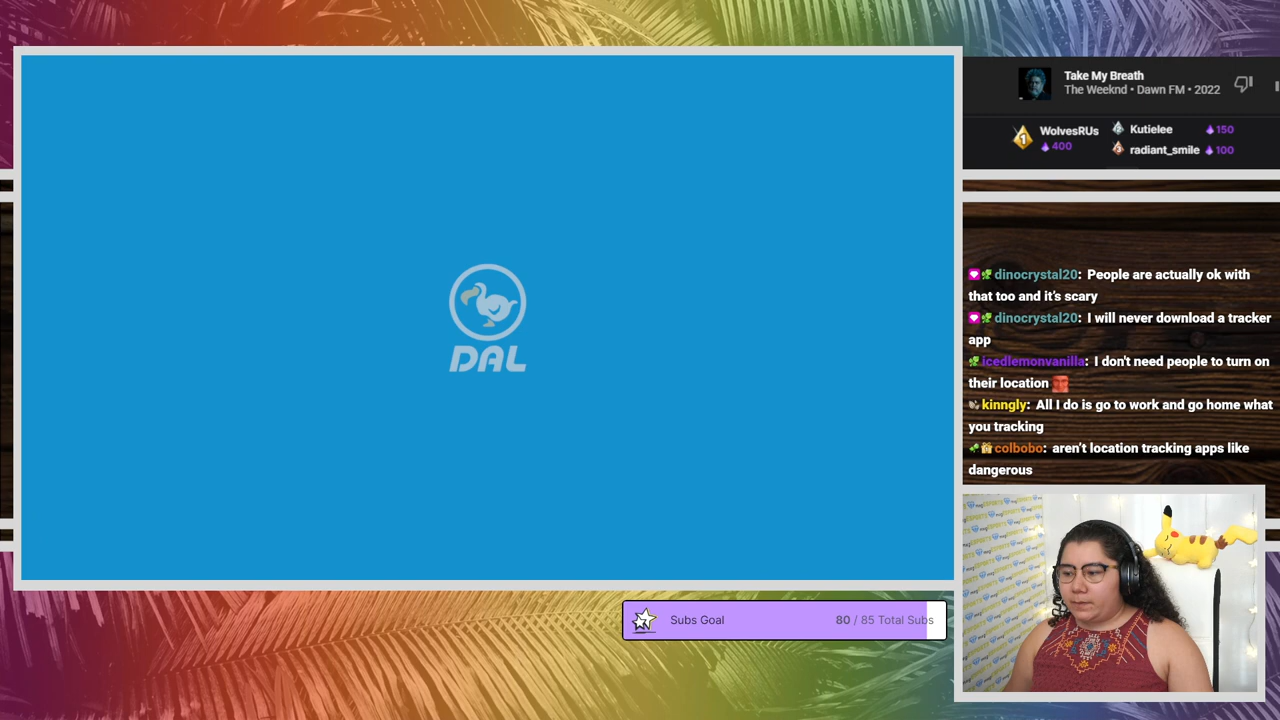 DAL
Take My Breath
The Weeknd • Dawn FM • 2022
1
WolvesRUs
400
Kutielee
150
radiant_smile
100
dinocrystal20: People are actually ok with
that too and it's scary
dinocrystal20: I will never download a tracker
app
icedlemonvanilla: I don't need people to turn on
their location
kinngly: All I do is go to work and go home what
you tracking
colbobo: aren't location tracking apps like
dangerous
Subs Goal
80 / 85 Total Subs